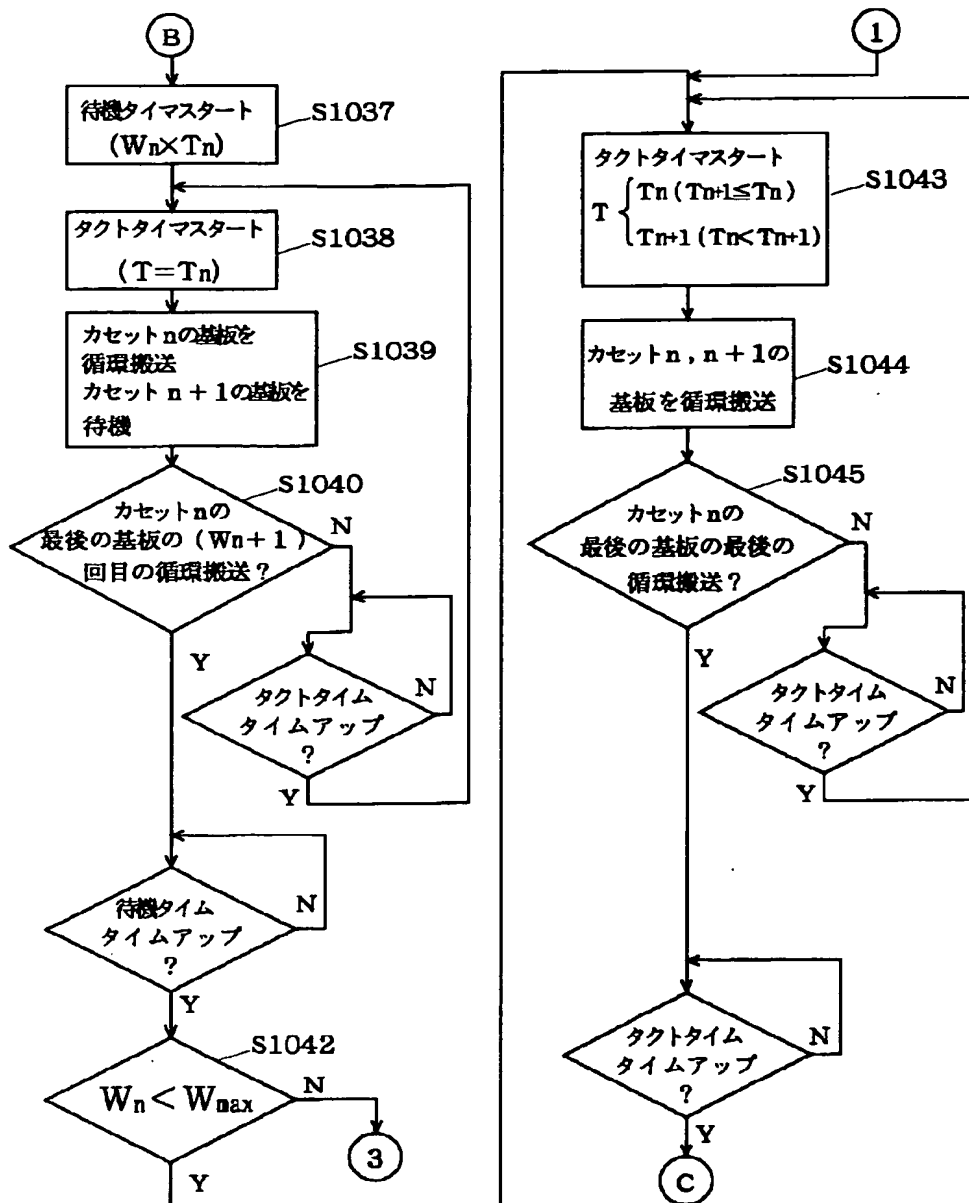 B
待機タイマスタート
(Wn×Tn)
S1037
タクトタイマスタート
(T=Tn)
S1038
カセットnの基板を
循環搬送
カセットn+1の基板を
待機
S1039
S1040
カセットnの
最後の基板の(Wn+1)
回目の循環搬送?
N
Y
タクトタイム
タイムアップ
?
N
Y
待機タイム
タイムアップ
?
N
Y
S1042
Wn<Wmax
N
3
Y
1
タクトタイマスタート
T { Tn(Tn+1≦Tn)
Tn+1(Tn<Tn+1)
S1043
カセットn,n+1の
基板を循環搬送
S1044
S1045
カセットnの
最後の基板の最後の
循環搬送?
N
Y
タクトタイム
タイムアップ
?
N
Y
タクトタイム
タイムアップ
?
N
Y
C